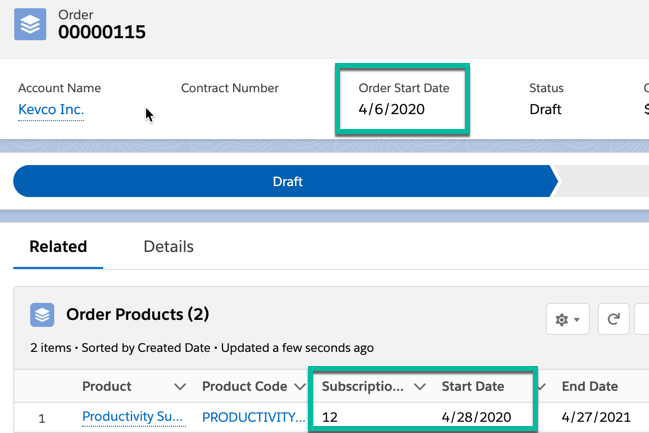 Order
00000115
Account Name Contract Number Order Start Date Status
Kevco Inc. 4/6/2020 Draft
Draft
Related Details
Order Products (2)
2 items • Sorted by Created Date • Updated a few seconds ago
Product Product Code Subscriptio... Start Date End Date
1 Productivity Su... PRODUCTIVITY... 12 4/28/2020 4/27/2021